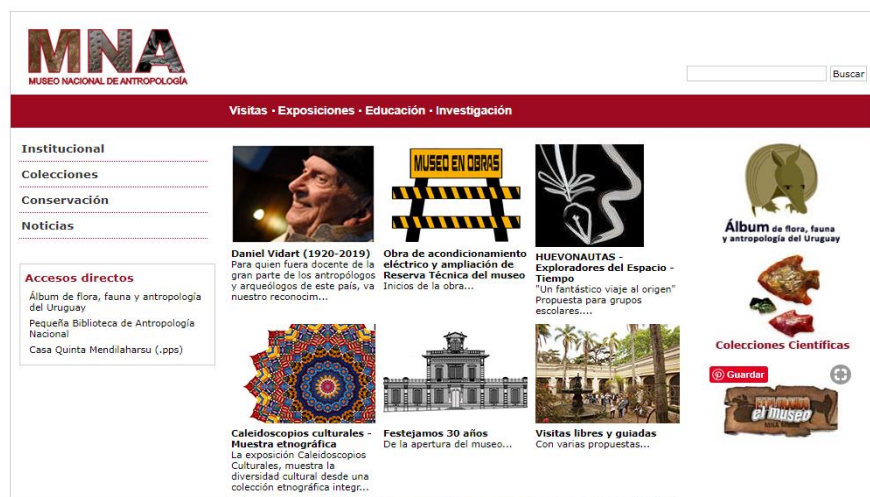 MNA
MUSEO NACIONAL DE ANTROPOLOGÍA
Buscar
Visitas · Exposiciones · Educación · Investigación
Institucional
Colecciones
Conservación
Noticias
Accesos directos
Álbum de flora, fauna y antropología
del Uruguay
Pequeña Biblioteca de Antropología
Nacional
Casa Quinta Mendilaharsu (.pps)
Daniel Vidart (1920-2019)
Para quien fuera docente de la
gran parte de los antropólogos
y arqueólogos de este país, va
nuestro reconocim...
MUSEO EN OBRAS
Obra de acondicionamiento
eléctrico y ampliación de
Reserva Técnica del museo
Inicios de la obra...
HUEVONAUTAS -
Exploradores del Espacio -
Tiempo
"Un fantástico viaje al origen"
Propuesta para grupos
escolares....
Caleidoscopios culturales -
Muestra etnográfica
La exposición Caleidoscopios
Culturales, muestra la
diversidad cultural desde una
colección etnográfica integr...
Festejamos 30 años
De la apertura del museo...
Visitas libres y guiadas
Con varias propuestas...
Álbum de flora, fauna
y antropología del Uruguay
Colecciones Científicas
Guardar
EXPLORANDO
el museo